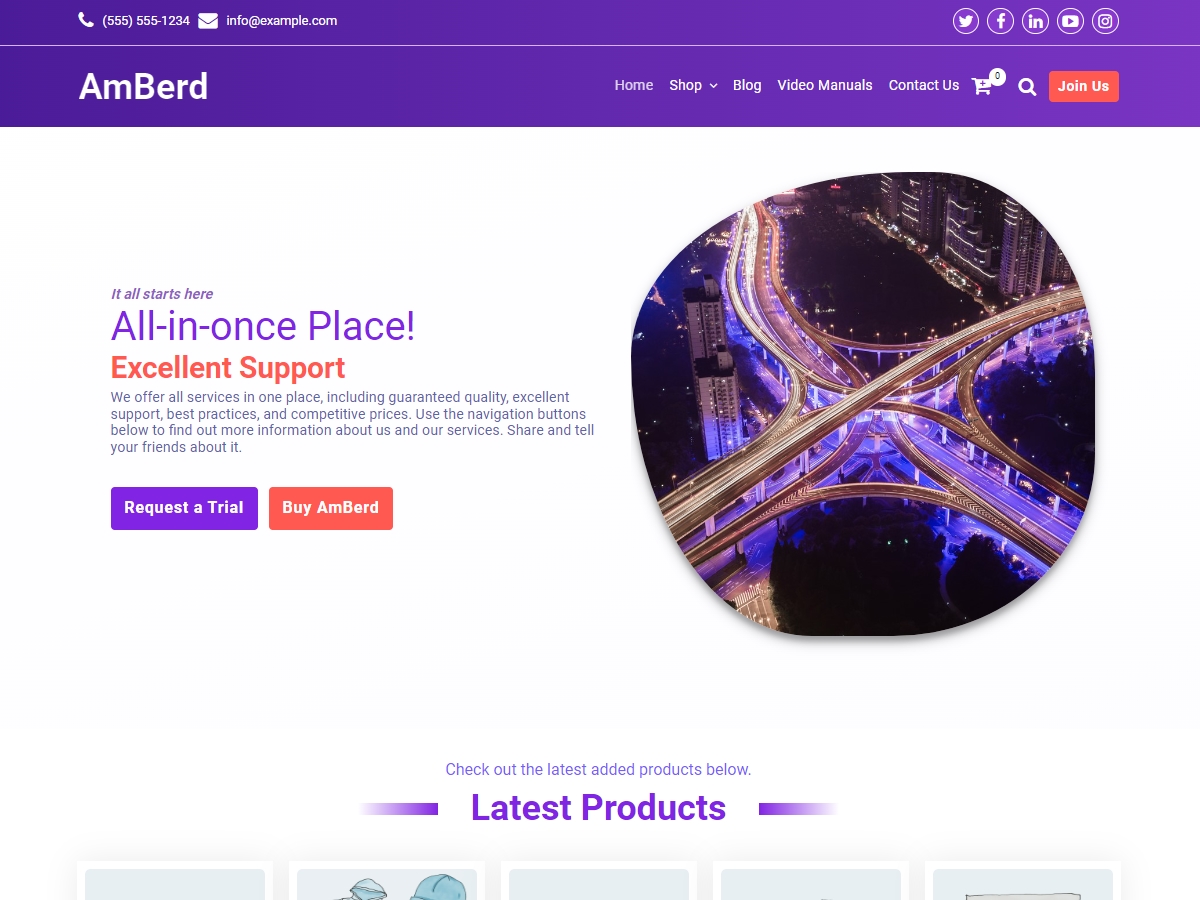 (555) 555-1234 info@example.com
AmBerd
Home Shop Blog Video Manuals Contact Us 0 Join Us
It all starts here
All-in-once Place!
Excellent Support
We offer all services in one place, including guaranteed quality, excellent
support, best practices, and competitive prices. Use the navigation buttons
below to find out more information about us and our services. Share and tell
your friends about it.
Request a Trial Buy AmBerd
Check out the latest added products below.
Latest Products